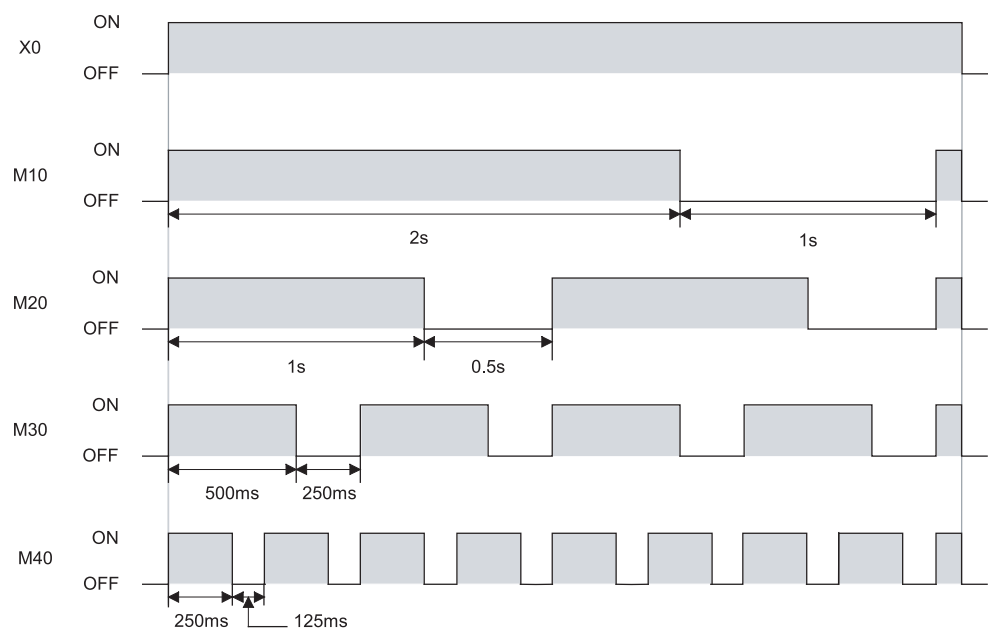 ON
X0
OFF
ON
M10
OFF
2s
1s
ON
M20
OFF
1s
0.5s
ON
M30
OFF
500ms
250ms
ON
M40
OFF
250ms
125ms